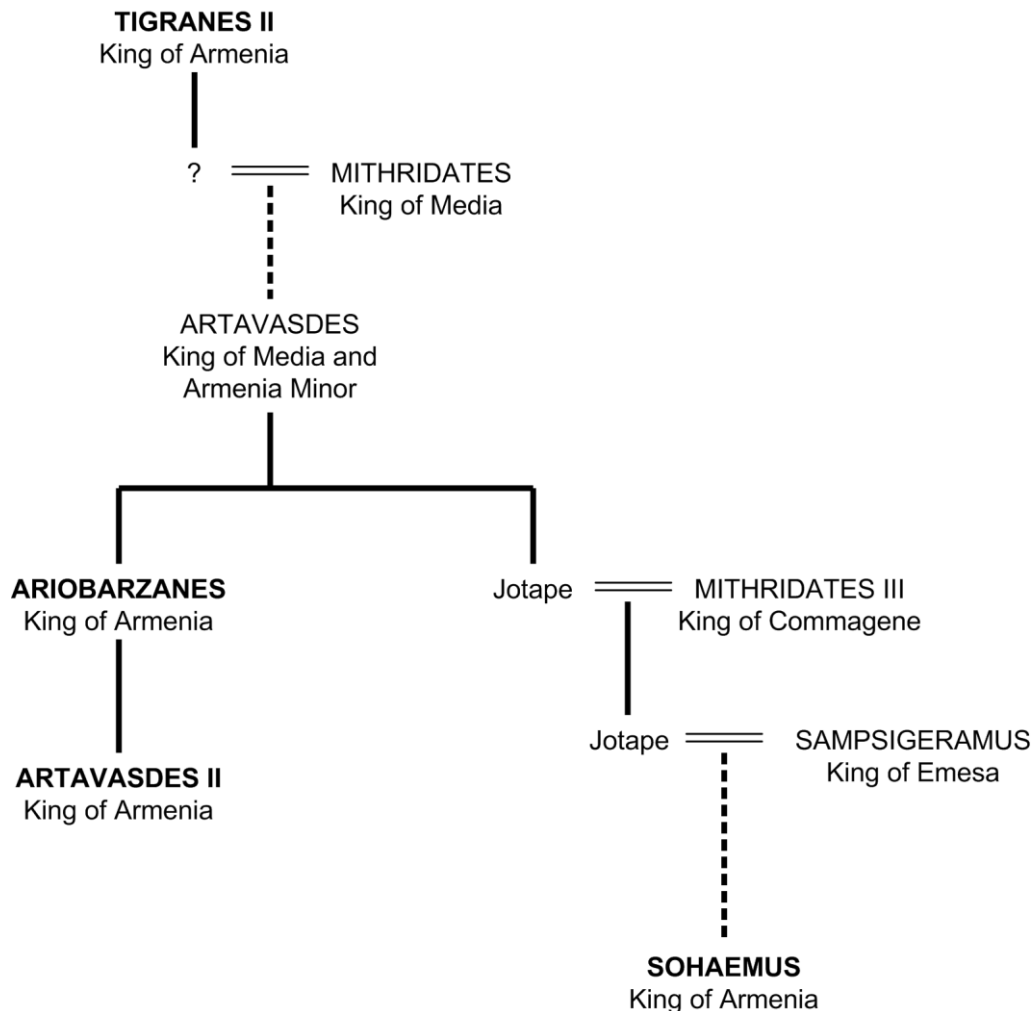 TIGRANES II
King of Armenia
?
MITHRIDATES
King of Media
ARTAVASDES
King of Media and
Armenia Minor
ARIOBARZANES
King of Armenia
Jotape
MITHRIDATES III
King of Commagene
Jotape
SAMPSIGERAMUS
King of Emesa
ARTAVASDES II
King of Armenia
SOHAEMUS
King of Armenia